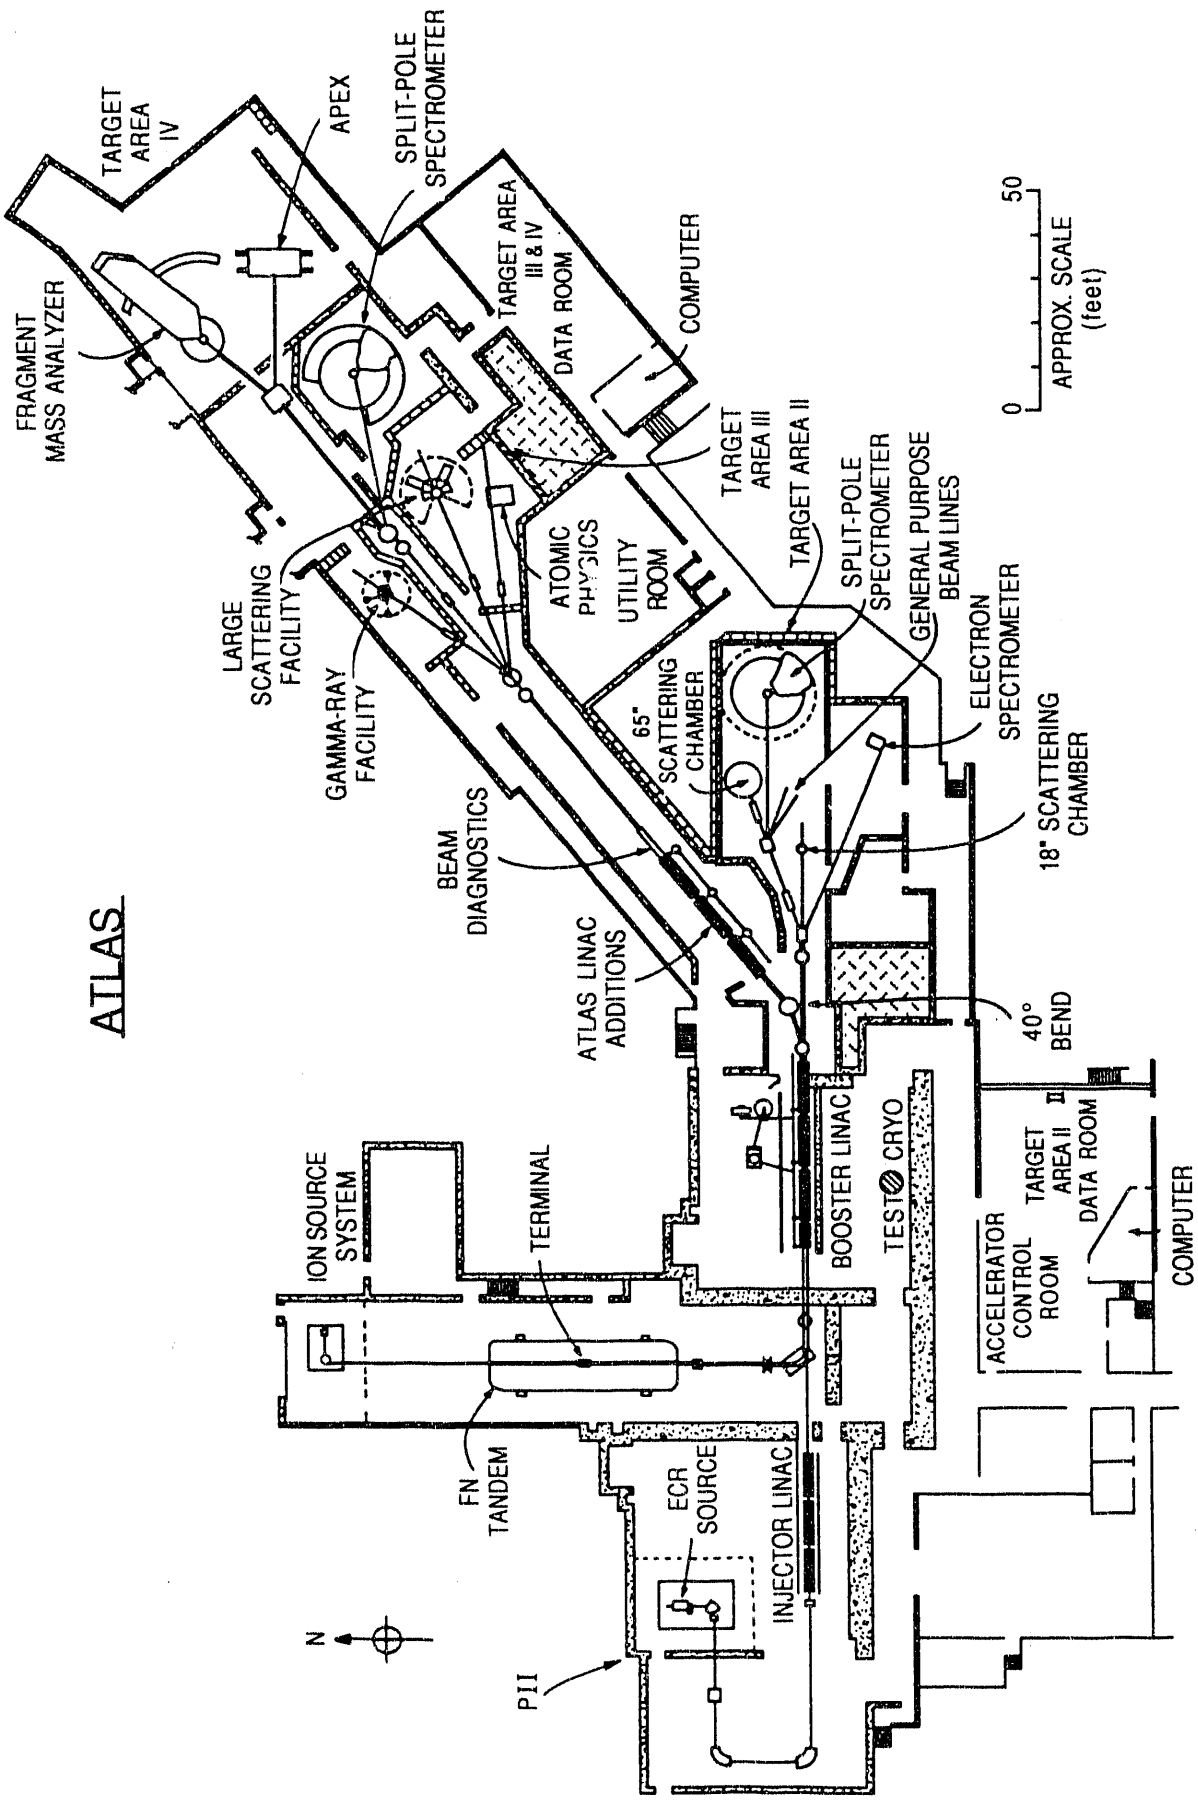 ATLAS
FRAGMENT
MASS ANALYZER
TARGET
AREA
IV
APEX
SPLIT-POLE
SPECTROMETER
LARGE
SCATTERING
FACILITY
GAMMA-RAY
FACILITY
TARGET AREA
III & IV
DATA ROOM
COMPUTER
ATOMIC
PHYSICS
UTILITY
ROOM
TARGET
AREA III
TARGET AREA II
BEAM
DIAGNOSTICS
65"
SCATTERING
CHAMBER
SPLIT-POLE
SPECTROMETER
GENERAL PURPOSE
BEAM LINES
ELECTRON
SPECTROMETER
18" SCATTERING
CHAMBER
ATLAS LINAC
ADDITIONS
40°
BEND
ION SOURCE
SYSTEM
TERMINAL
BOOSTER LINAC
TEST CRYO
FN
TANDEM
ECR
SOURCE
INJECTOR LINAC
PII
N
ACCELERATOR
CONTROL
ROOM
TARGET
AREA II
DATA ROOM
II
COMPUTER
0 50
APPROX. SCALE
(feet)